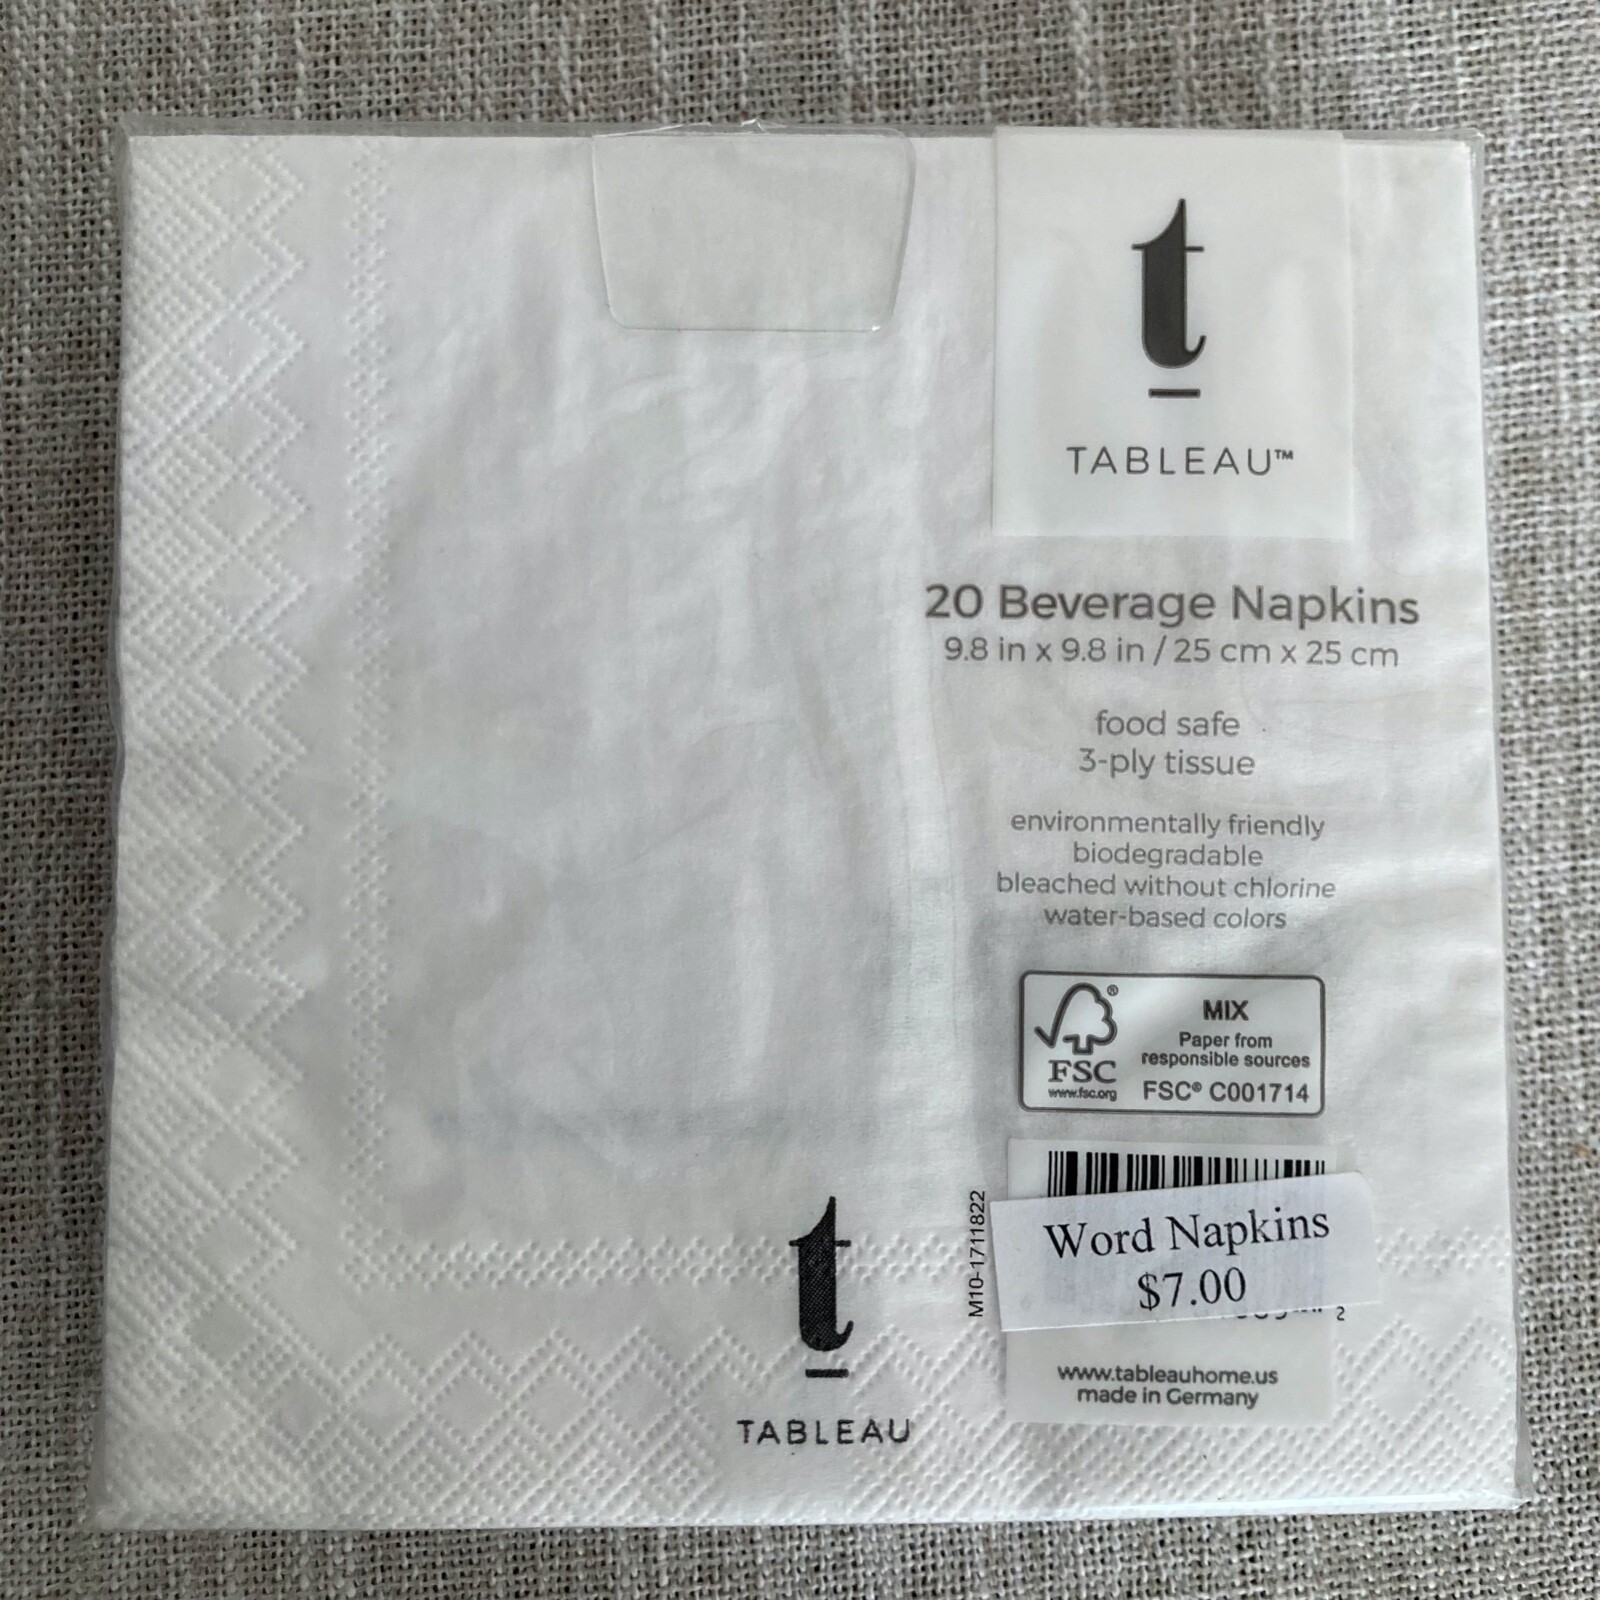 t
TABLEAU™
20 Beverage Napkins
9.8 in x 9.8 in / 25 cm x 25 cm
food safe
3-ply tissue
environmentally friendly
biodegradable
bleached without chlorine
water-based colors
FSC®
www.fsc.org
MIX
Paper from
responsible sources
FSC® C001714
M10-1711822
Word Napkins
$7.00
2
www.tableauhome.us
made in Germany
t
TABLEAU